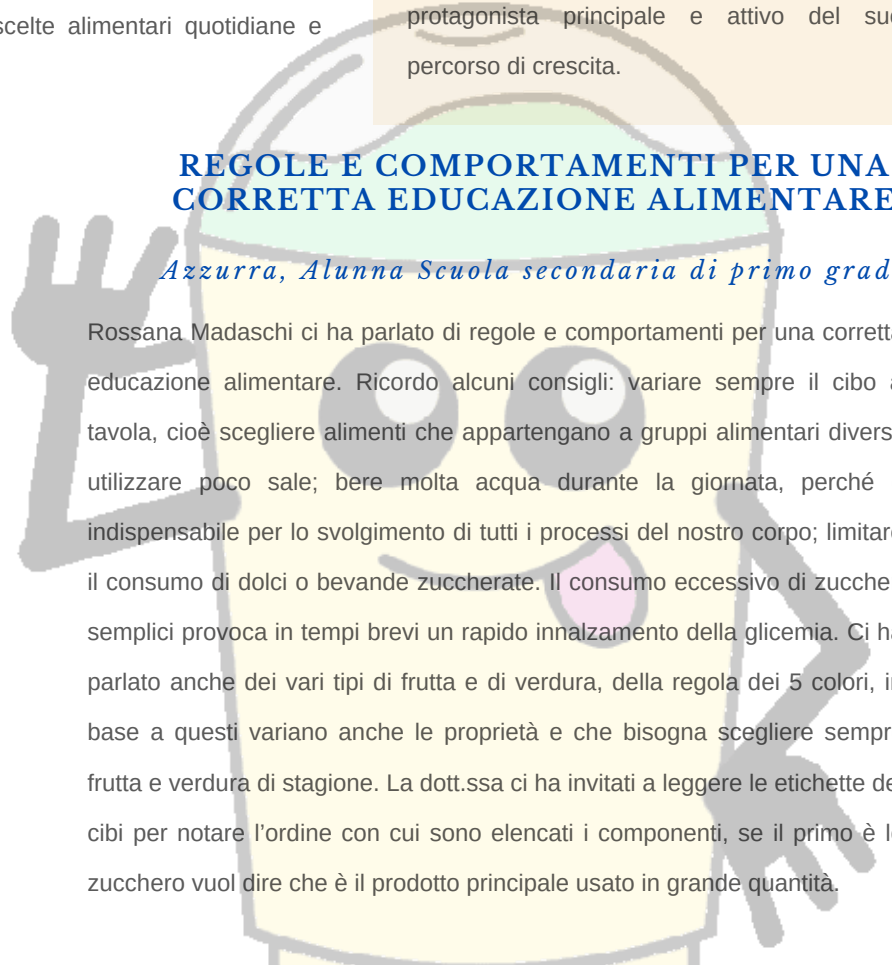 scelte alimentari quotidiane e
protagonista principale e attivo del suo
percorso di crescita.
REGOLE E COMPORTAMENTI PER UNA
CORRETTA EDUCAZIONE ALIMENTARE
Azzurra, Alunna Scuola secondaria di primo grad
Rossana Madaschi ci ha parlato di regole e comportamenti per una corretta
educazione alimentare. Ricordo alcuni consigli: variare sempre il cibo a
tavola, cioè scegliere alimenti che appartengano a gruppi alimentari divers
utilizzare poco sale; bere molta acqua durante la giornata, perché
indispensabile per lo svolgimento di tutti i processi del nostro corpo; limitare
il consumo di dolci o bevande zuccherate. Il consumo eccessivo di zucche
semplici provoca in tempi brevi un rapido innalzamento della glicemia. Ci ha
parlato anche dei vari tipi di frutta e di verdura, della regola dei 5 colori, in
base a questi variano anche le proprietà e che bisogna scegliere sempr
frutta e verdura di stagione. La dott.ssa ci ha invitati a leggere le etichette de
cibi per notare l’ordine con cui sono elencati i componenti, se il primo è lo
zucchero vuol dire che è il prodotto principale usato in grande quantità.